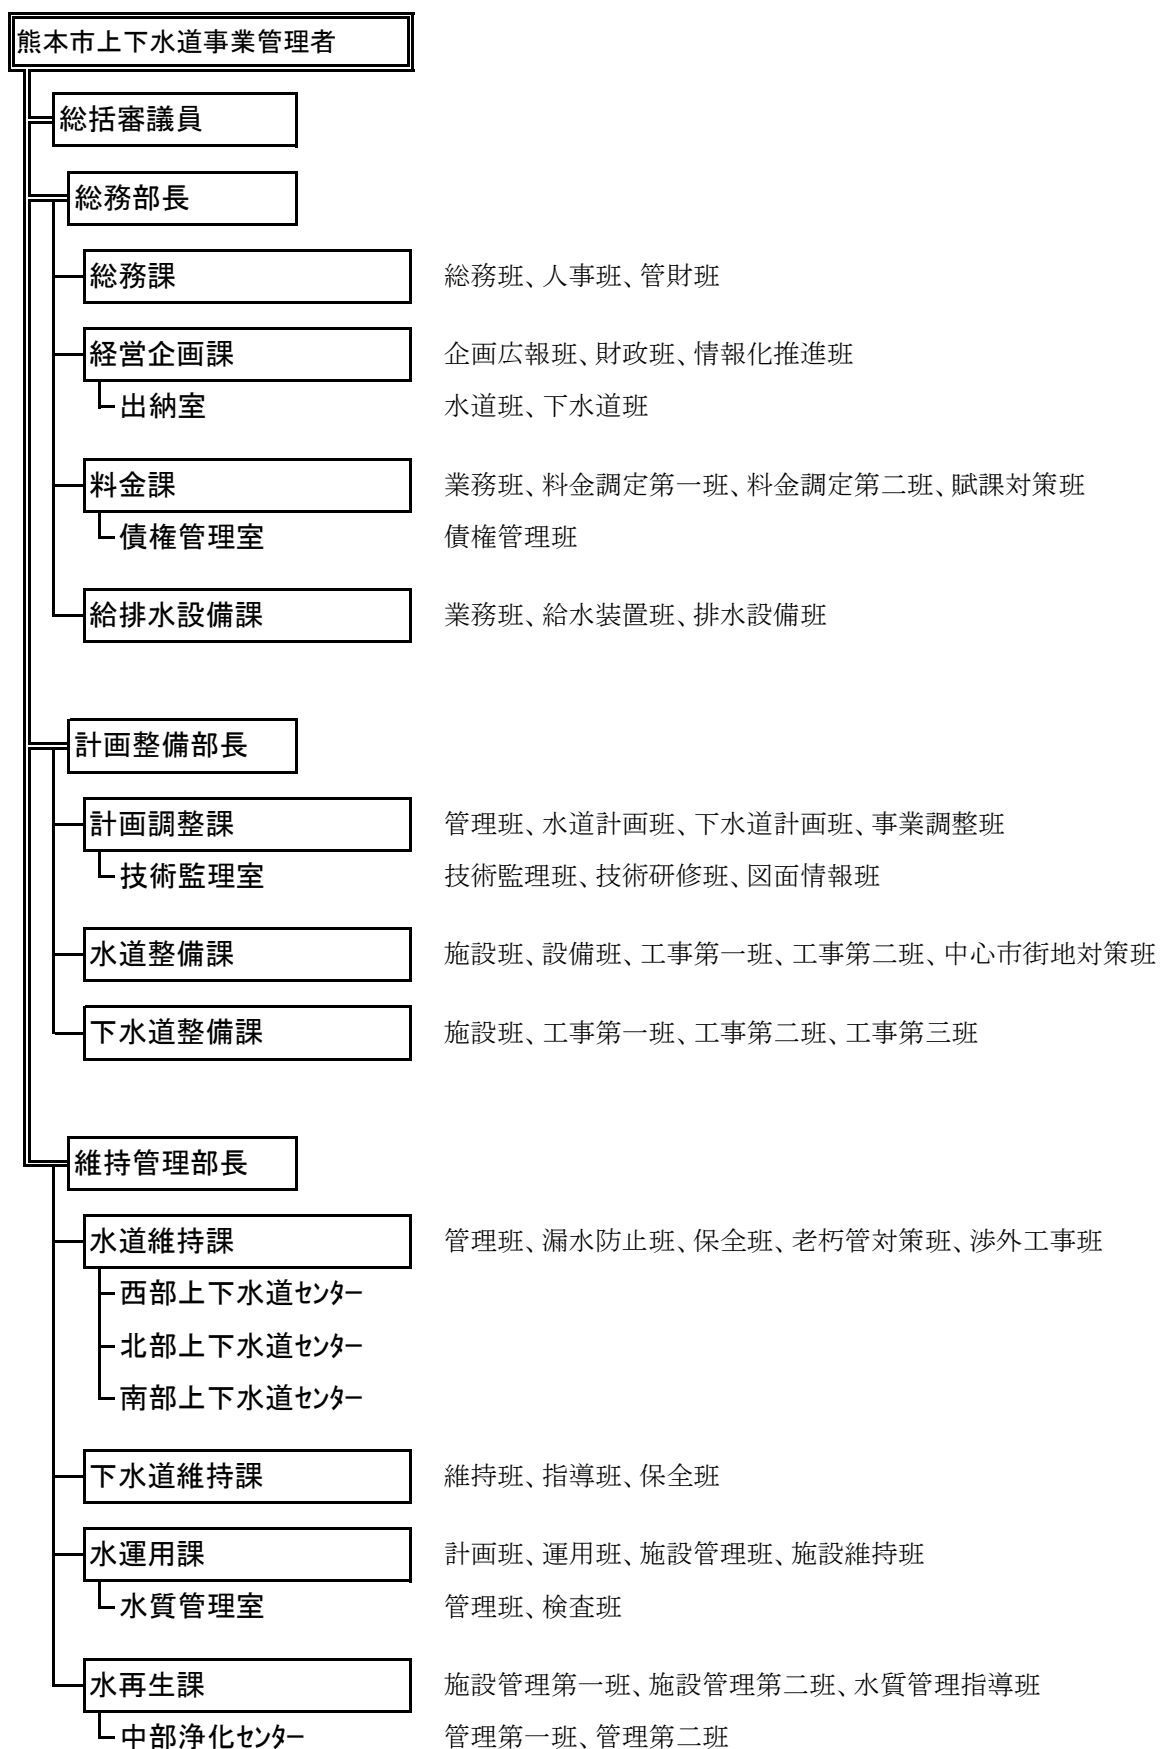 熊本市上下水道事業管理者
総括審議員
総務部長
総務課 総務班、人事班、管財班
経営企画課 企画広報班、財政班、情報化推進班
出納室 水道班、下水道班
料金課 業務班、料金調定第一班、料金調定第二班、賦課対策班
債権管理室 債権管理班
給排水設備課 業務班、給水装置班、排水設備班
計画整備部長
計画調整課 管理班、水道計画班、下水道計画班、事業調整班
技術監理室 技術監理班、技術研修班、図面情報班
水道整備課 施設班、設備班、工事第一班、工事第二班、中心市街地対策班
下水道整備課 施設班、工事第一班、工事第二班、工事第三班
維持管理部長
水道維持課 管理班、漏水防止班、保全班、老朽管対策班、渉外工事班
西部上下水道センター
北部上下水道センター
南部上下水道センター
下水道維持課 維持班、指導班、保全班
水運用課 計画班、運用班、施設管理班、施設維持班
水質管理室 管理班、検査班
水再生課 施設管理第一班、施設管理第二班、水質管理指導班
中部浄化センター 管理第一班、管理第二班